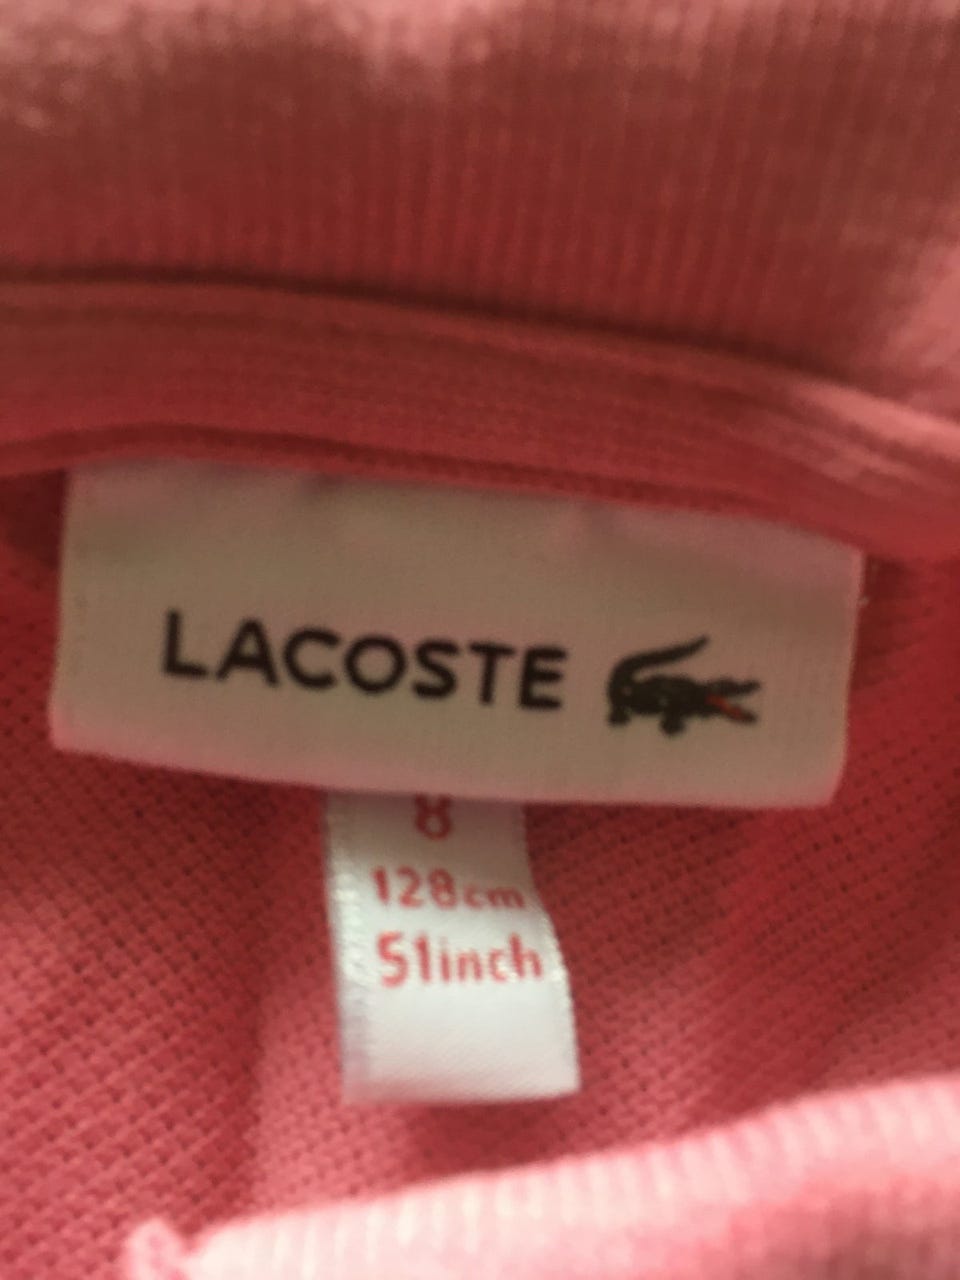 LACOSTE
8
128cm
51inch